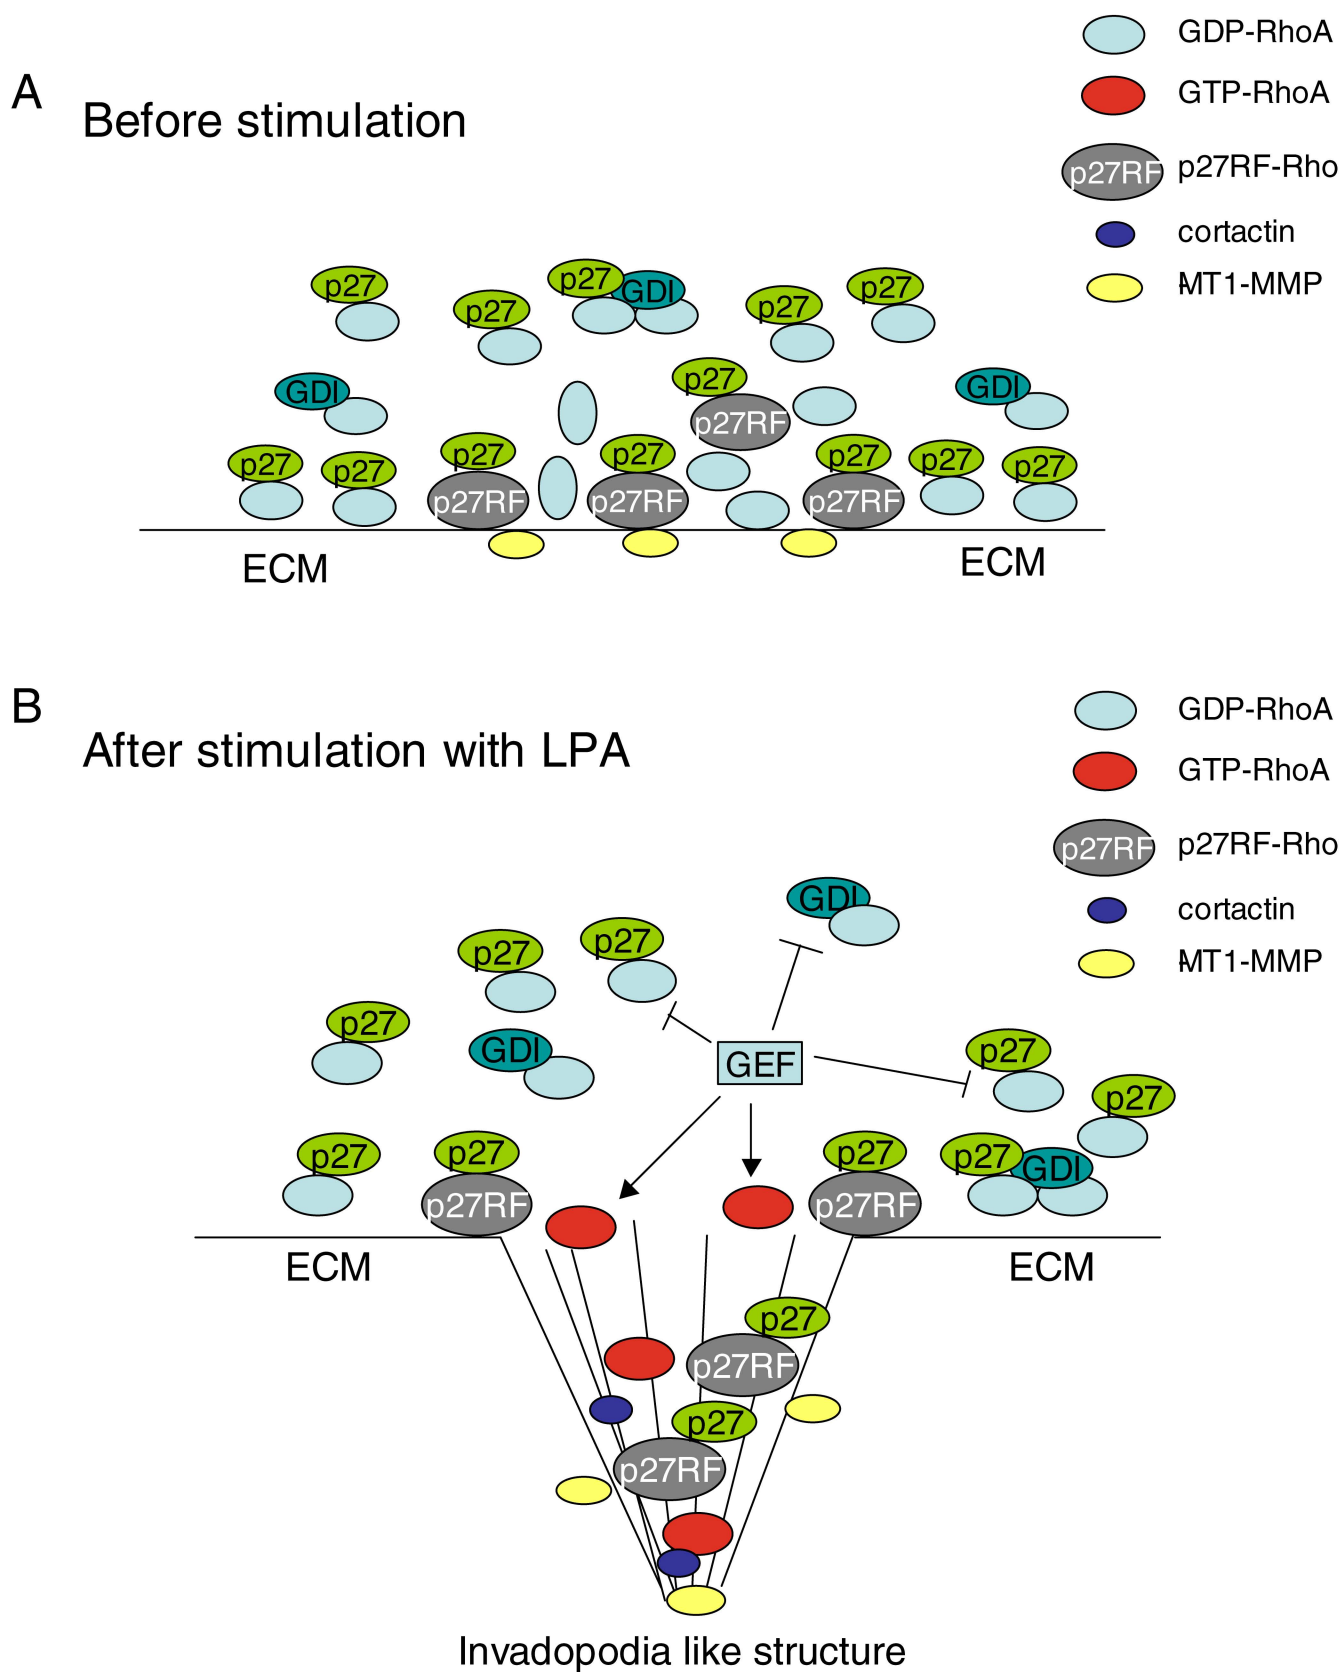 GDP-RhoA
A
GTP-RhoA
Before stimulation
p27RF p27RF-Rho
cortactin
MT1-MMP
p27 p27 p27 GDI p27 p27
GDI p27 p27RF GDI
p27 p27 p27 p27 p27 p27 p27
p27RF p27RF p27RF
ECM ECM
B
GDP-RhoA
After stimulation with LPA
GTP-RhoA
p27RF p27RF-Rho
cortactin
MT1-MMP
GDI
p27 p27
p27 GDI GEF p27
p27
p27 p27 p27 p27 GDI
p27RF p27RF
ECM ECM
p27
p27RF
p27
p27RF
Invadopodia like structure